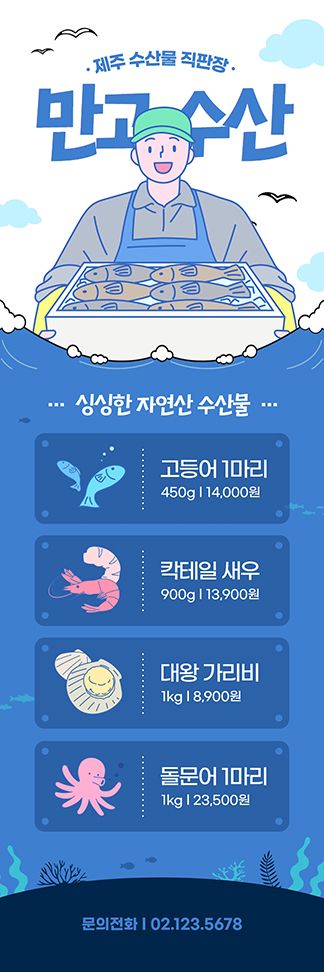 · 제주 수산물 직판장 ·
만고수산
··· 싱싱한 자연산 수산물 ···
고등어 1마리
450g | 14,000원
칵테일 새우
900g | 13,900원
대왕 가리비
1kg | 8,900원
돌문어 1마리
1kg | 23,500원
문의전화 | 02.123.5678